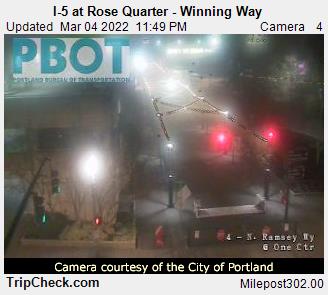 I-5 at Rose Quarter - Winning Way
Updated Mar 04 2022 11:49 PM Camera 4
PBOT
PORTLAND BUREAU OF TRANSPORTATION
4 - N. Ramsey Wy
@ One Ctr
Camera courtesy of the City of Portland
TripCheck.com Milepost302.00